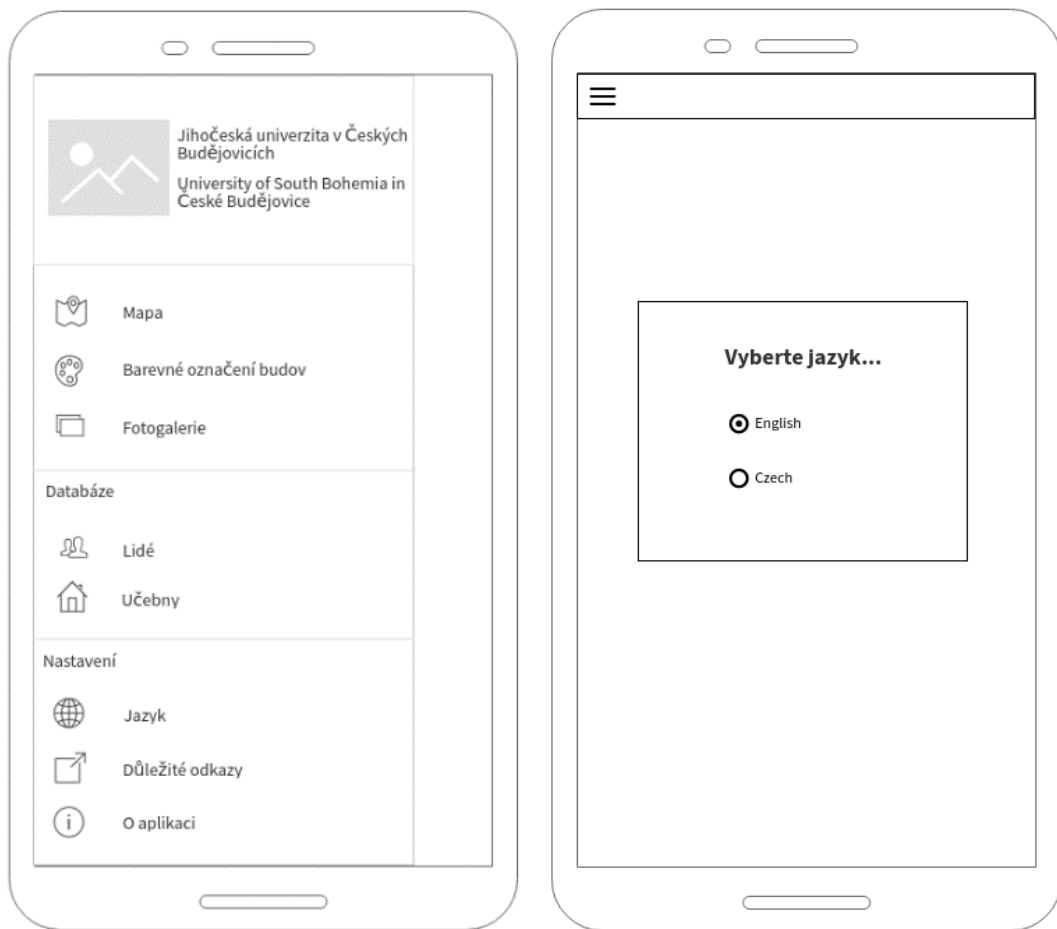 Jihočeská univerzita v Českých
Budějovicích
University of South Bohemia in
České Budějovice
Mapa
Barevné označení budov
Fotogalerie
Databáze
Lidé
Učebny
Nastavení
Jazyk
Důležité odkazy
O aplikaci
Vyberte jazyk...
English
Czech